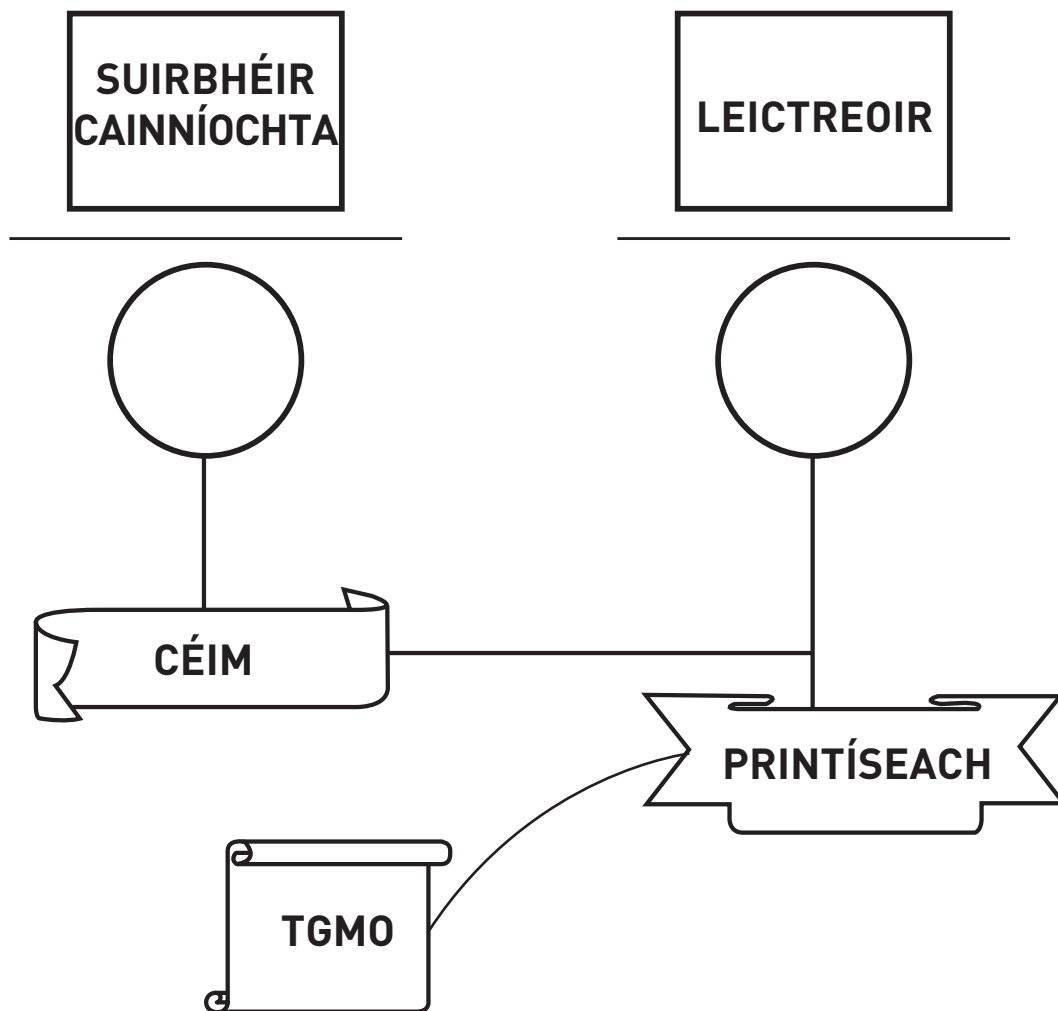 SUIRBHÉIR
CAINNÍOCHTA
LEICTREOIR
CÉIM
PRINTÍSEACH
TGMO